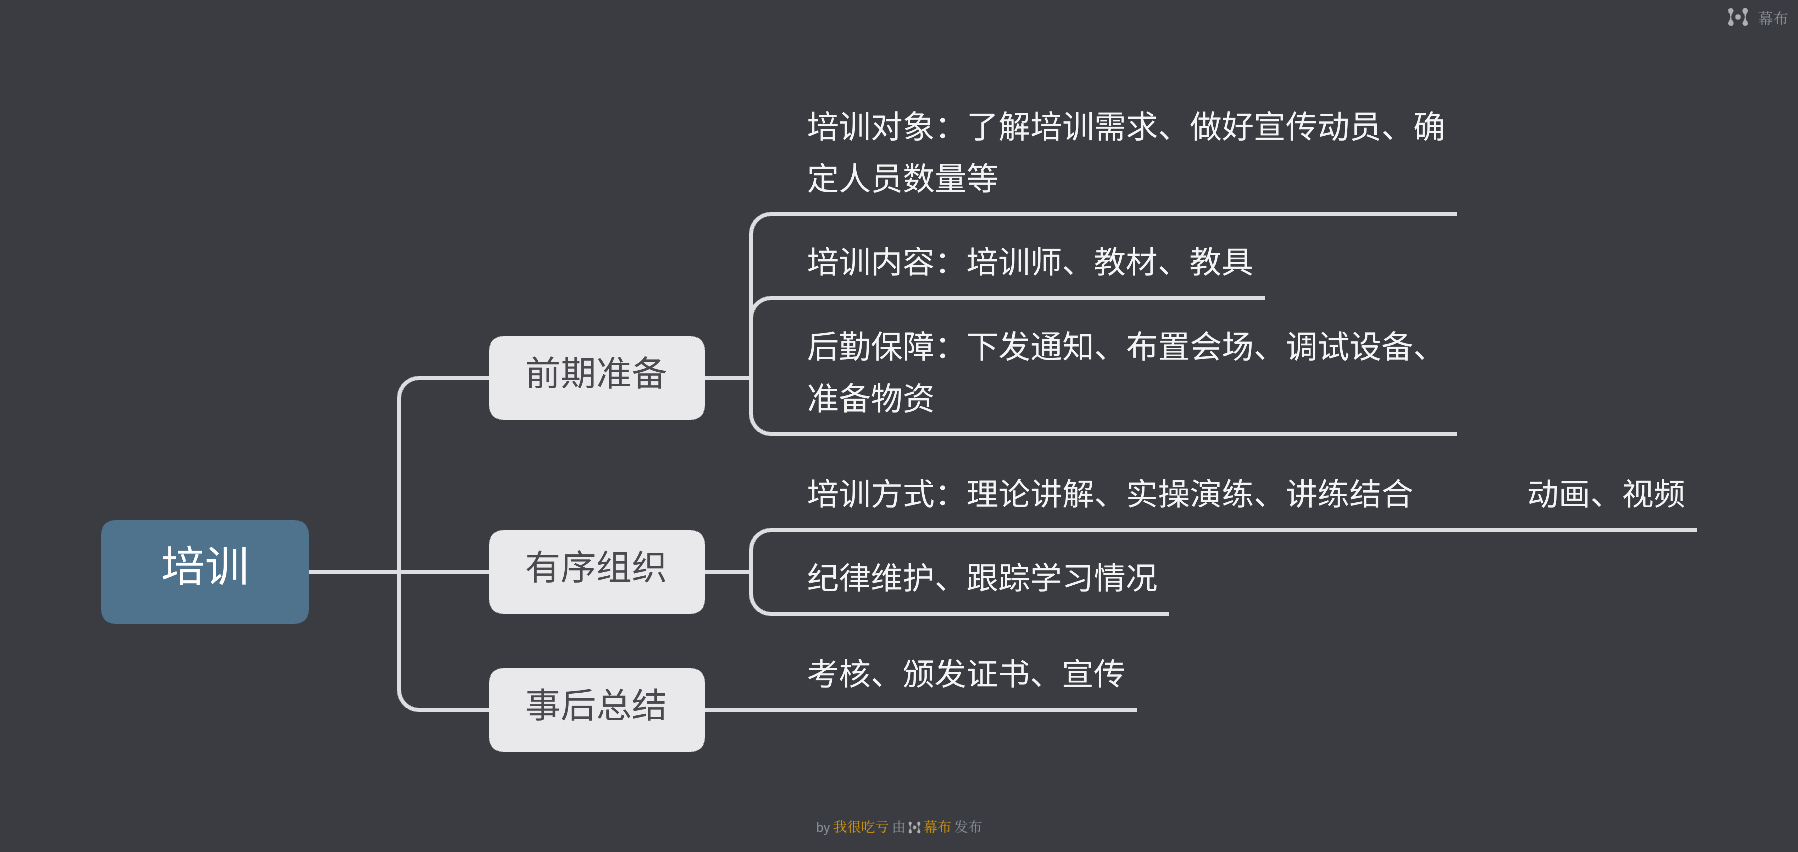 幕布
培训对象：了解培训需求、做好宣传动员、确
定人员数量等
培训内容：培训师、教材、教具
后勤保障：下发通知、布置会场、调试设备、
准备物资
前期准备
培训方式：理论讲解、实操演练、讲练结合 动画、视频
纪律维护、跟踪学习情况
有序组织
培训
考核、颁发证书、宣传
事后总结
by 我很吃亏 由 幕布 发布